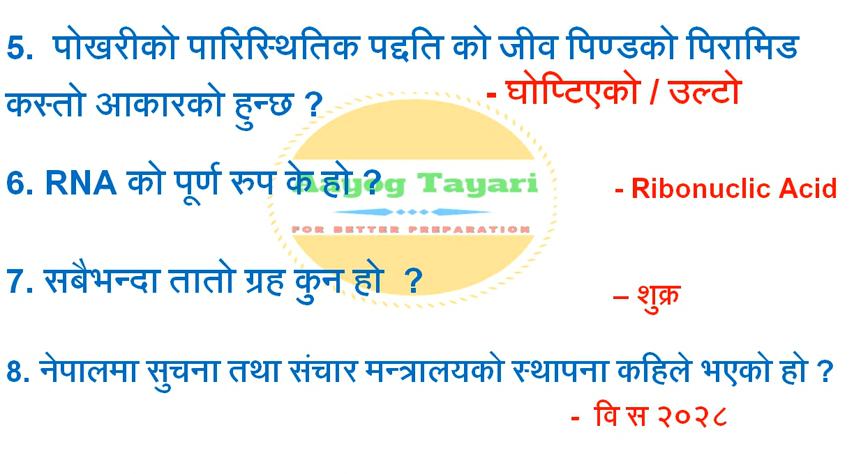 5. पोखरीको पारिस्थितिक पद्दति को जीव पिण्डको पिरामिड
कस्तो आकारको हुन्छ ? - घोप्टिएको / उल्टो
6. RNA को पूर्ण रुप के हो ? - Ribonuclic Acid
Aayog Tayari
FOR BETTER PREPARATION
7. सबैभन्दा तातो ग्रह कुन हो ? – शुक्र
8. नेपालमा सुचना तथा संचार मन्त्रालयको स्थापना कहिले भएको हो ?
- वि स २०२८